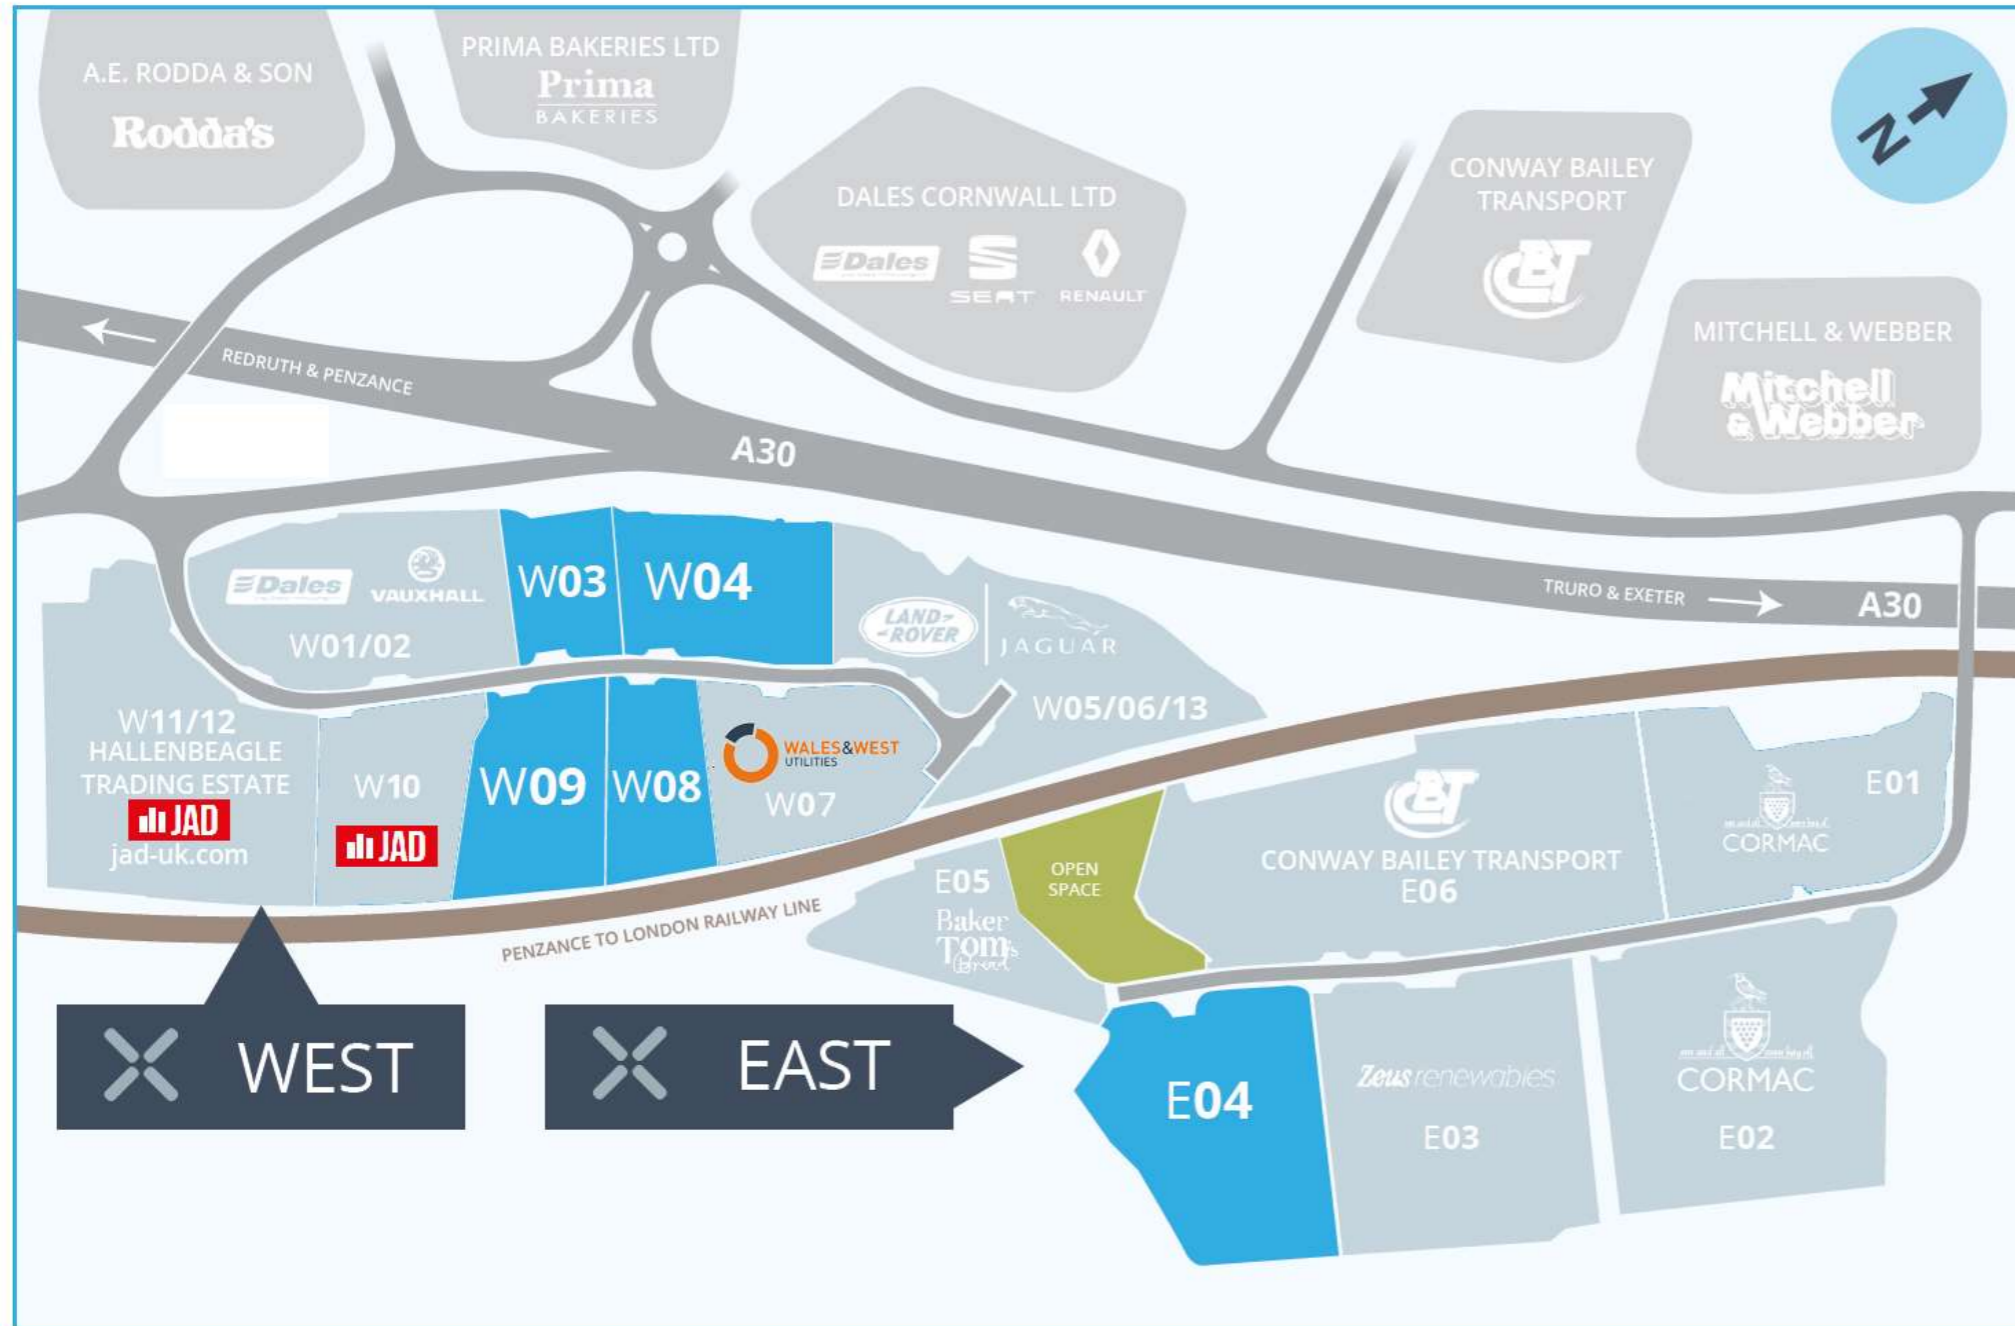 A.E. RODDA & SON
Rodda's
PRIMA BAKERIES LTD
Prima
BAKERIES
DALES CORNWALL LTD
Dales
SEAT
RENAULT
CONWAY BAILEY
TRANSPORT
CBT
N
MITCHELL & WEBBER
Mitchell
& Webber
REDRUTH & PENZANCE
A30
TRURO & EXETER
A30
Dales
VAUXHALL
W01/02
W03
W04
LAND-
-ROVER
JAGUAR
W05/06/13
W11/12
HALLENBEAGLE
TRADING ESTATE
JAD
jad-uk.com
W10
JAD
W09
W08
WALES&WEST
UTILITIES
W07
PENZANCE TO LONDON RAILWAY LINE
E05
Baker
Tom's
Bread
OPEN
SPACE
CBT
CONWAY BAILEY TRANSPORT
E06
CORMAC
E01
WEST
EAST
E04
Zeus renewables
E03
CORMAC
E02